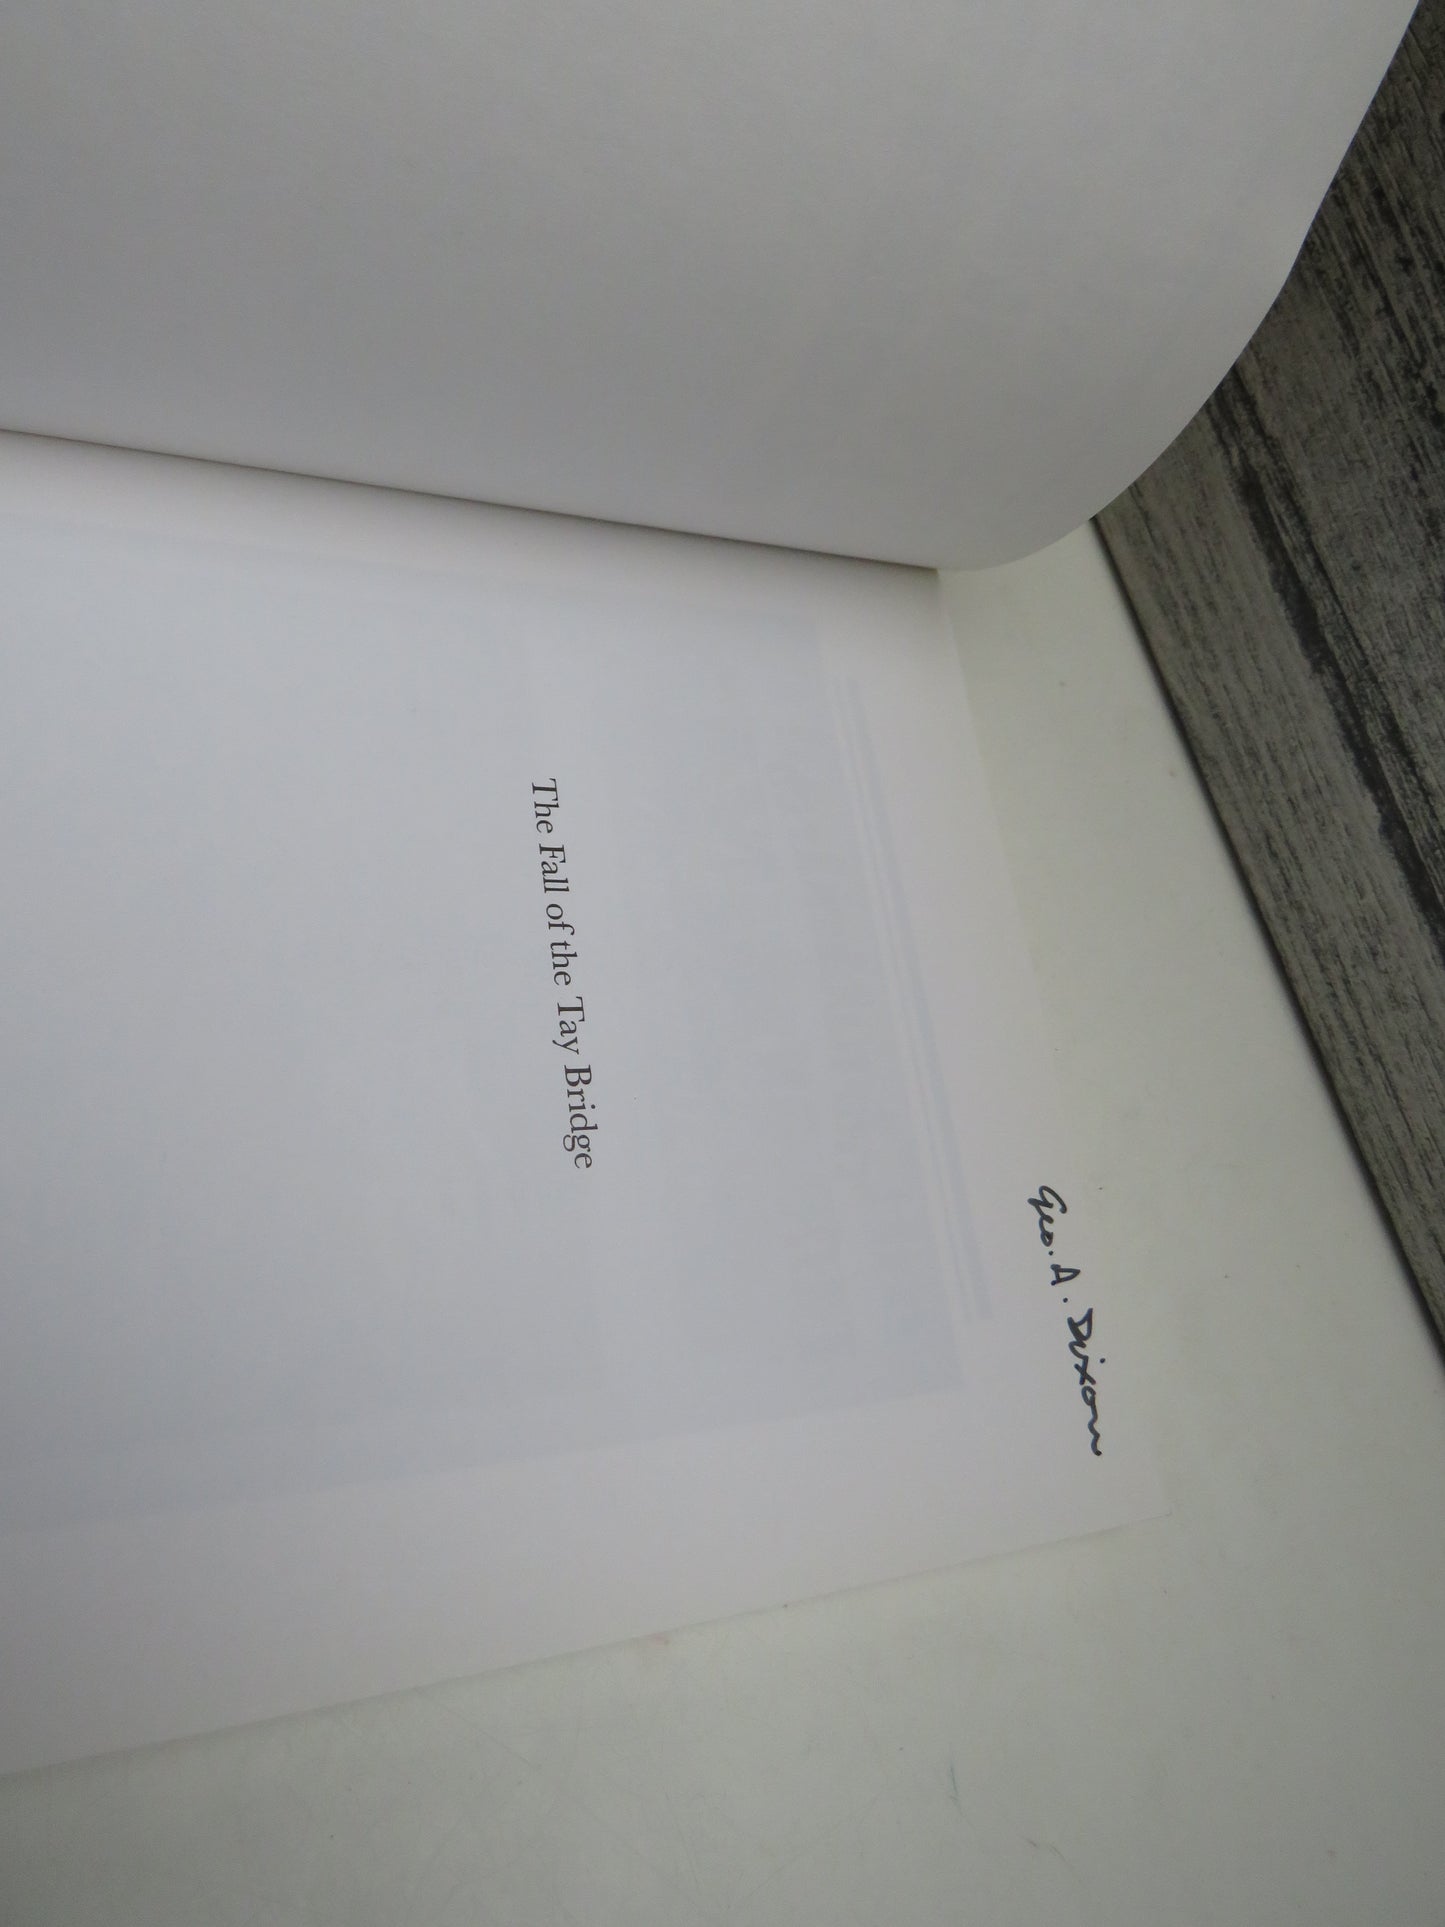 Geo. A. Dixon
The Fall of the Tay Bridge